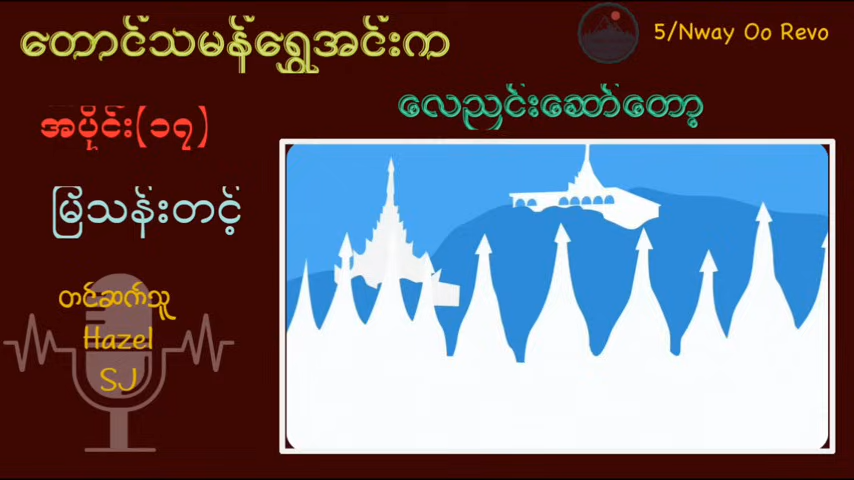 တောင်သမန်ရွှေအင်းက
5/Nway Oo Revo
လေညှင်းဆော်တော့
အပိုင်း(၁၇)
မြသန်းတင့်
တင်ဆက်သူ
Hazel
SJ